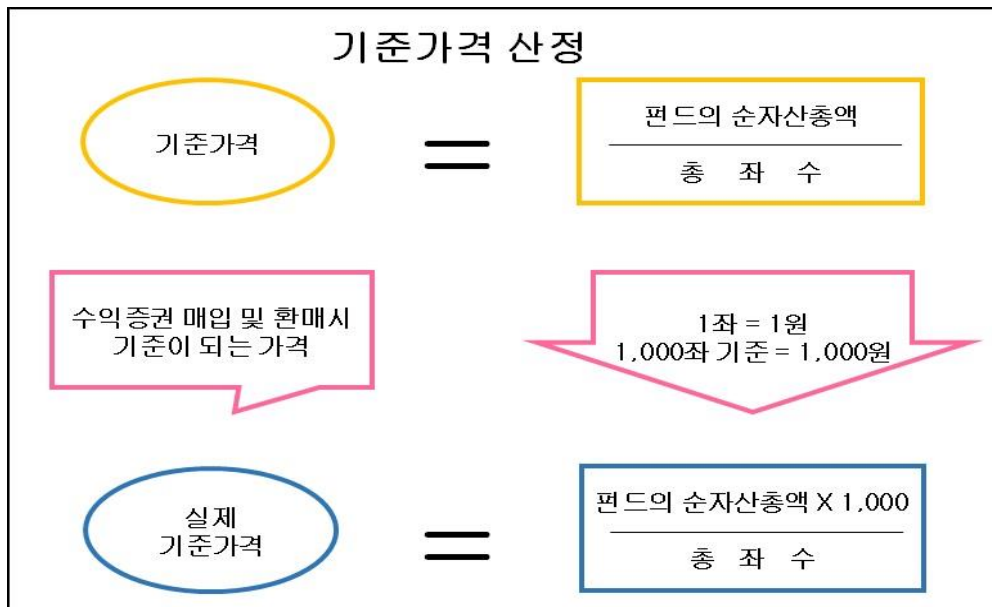 기준가격 산정
기준가격
=
펀드의 순자산총액
총 좌 수
수익증권 매입 및 환매시
기준이 되는 가격
1좌 = 1원
1,000좌 기준 = 1,000원
실제
기준가격
=
펀드의 순자산총액 X 1,000
총 좌 수